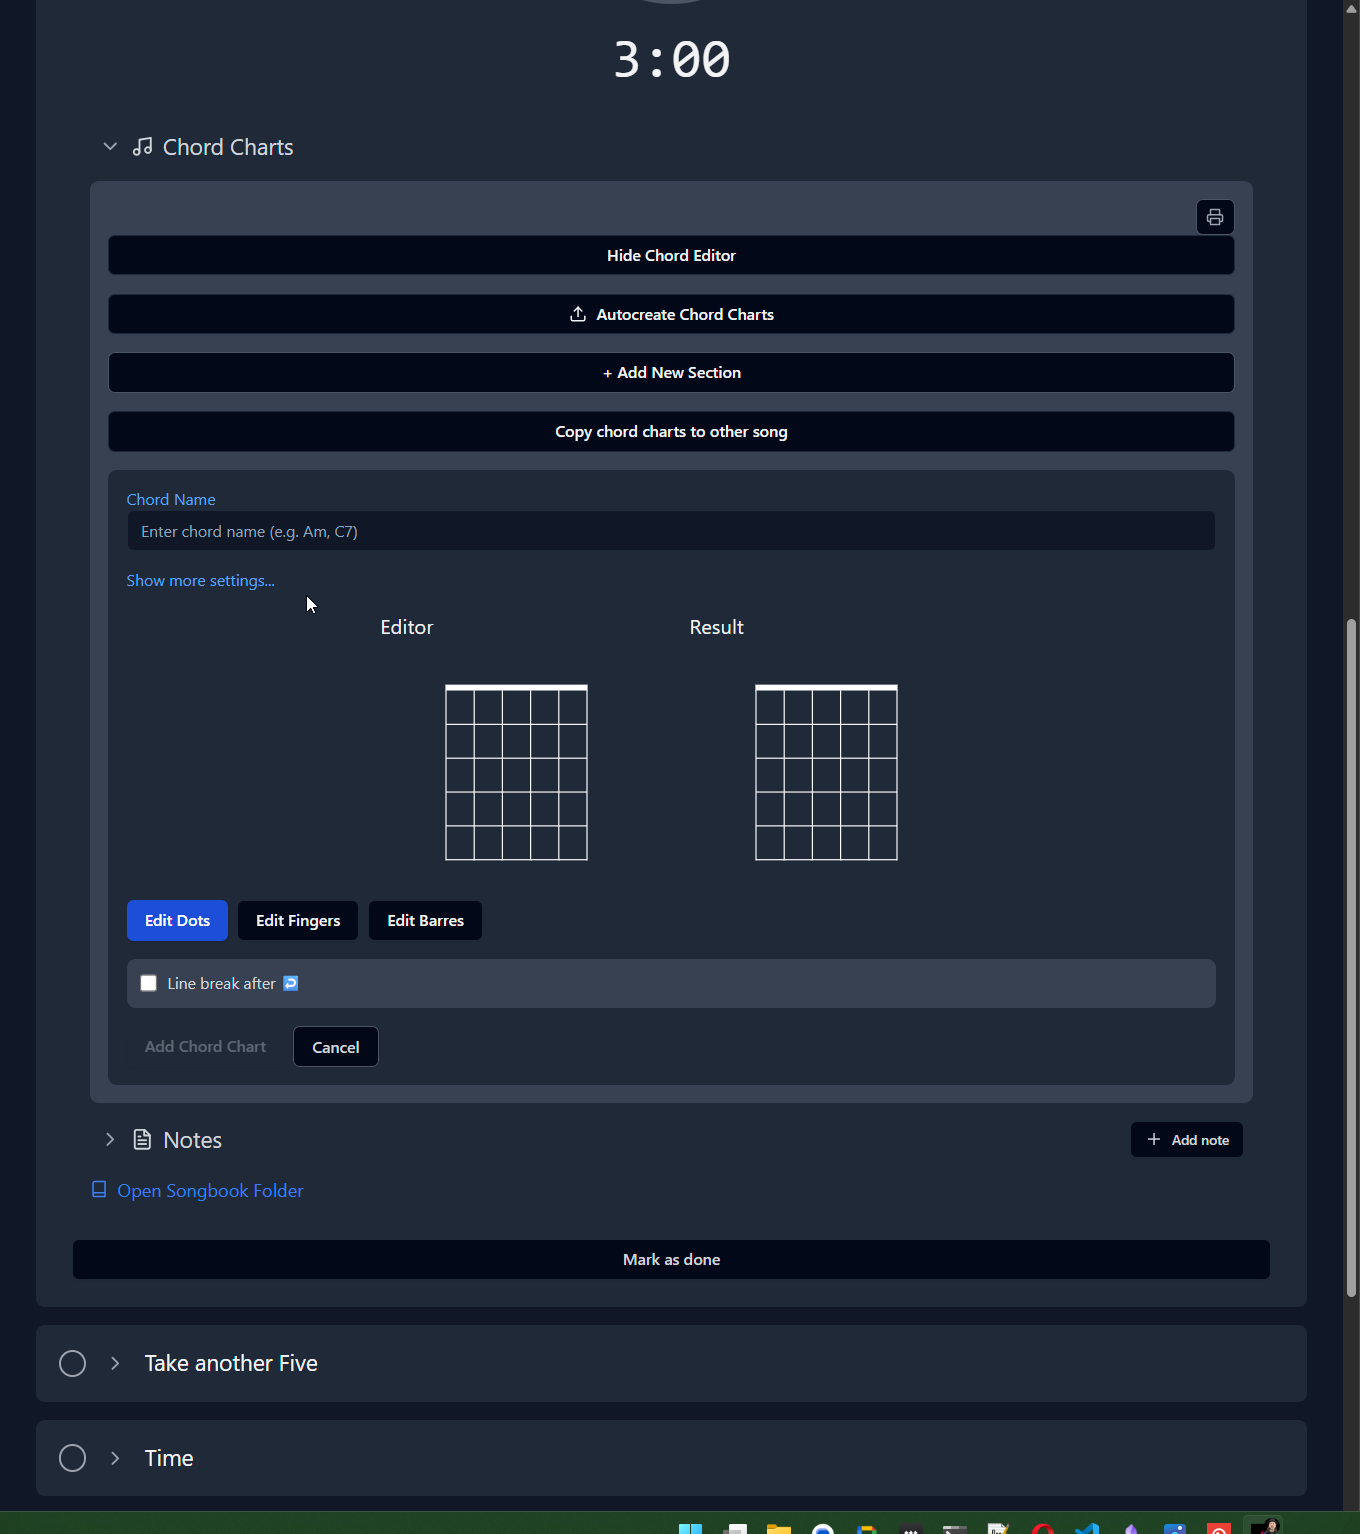 3:00
Chord Charts
Hide Chord Editor
Autocreate Chord Charts
+ Add New Section
Copy chord charts to other song
Chord Name
Enter chord name (e.g. Am, C7)
Show more settings...
Editor
Result
Edit Dots
Edit Fingers
Edit Barres
Line break after
Add Chord Chart
Cancel
Notes
Add note
Open Songbook Folder
Mark as done
Take another Five
Time